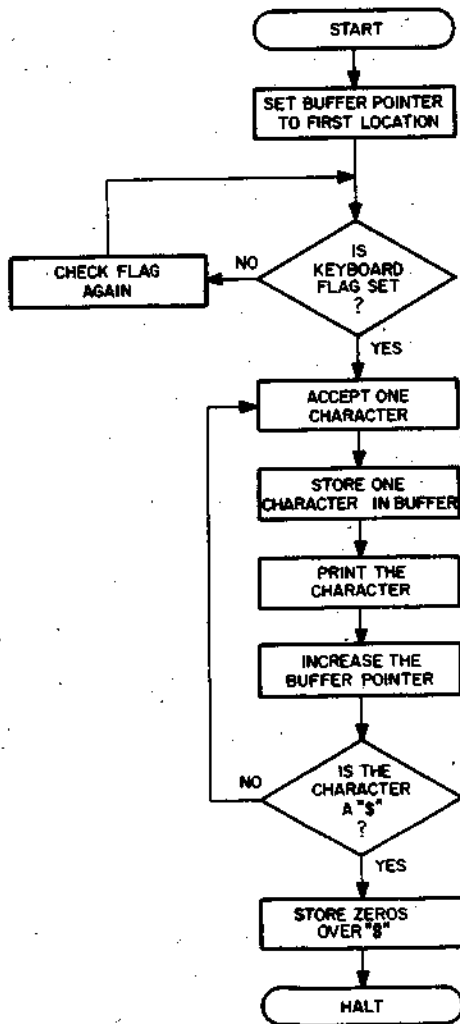 START
SET BUFFER POINTER
TO FIRST LOCATION
IS
KEYBOARD
FLAG SET
?
NO
CHECK FLAG
AGAIN
YES
ACCEPT ONE
CHARACTER
STORE ONE
CHARACTER IN BUFFER
PRINT THE
CHARACTER
INCREASE THE
BUFFER POINTER
IS THE
CHARACTER
A "$"
?
NO
YES
STORE ZEROS
OVER "$"
HALT